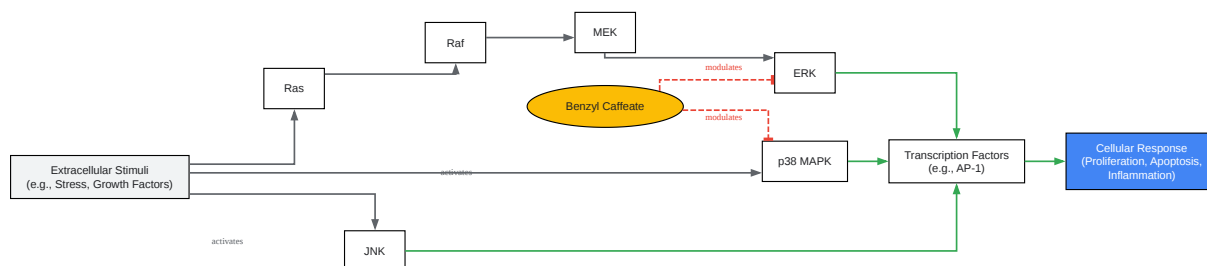 MEK
Raf
modulates
ERK
Ras
Benzyl Caffeate
modulates
Extracellular Stimuli
(e.g., Stress, Growth Factors)
activates
p38 MAPK
Transcription Factors
(e.g., AP-1)
Cellular Response
(Proliferation, Apoptosis,
Inflammation)
activates
JNK